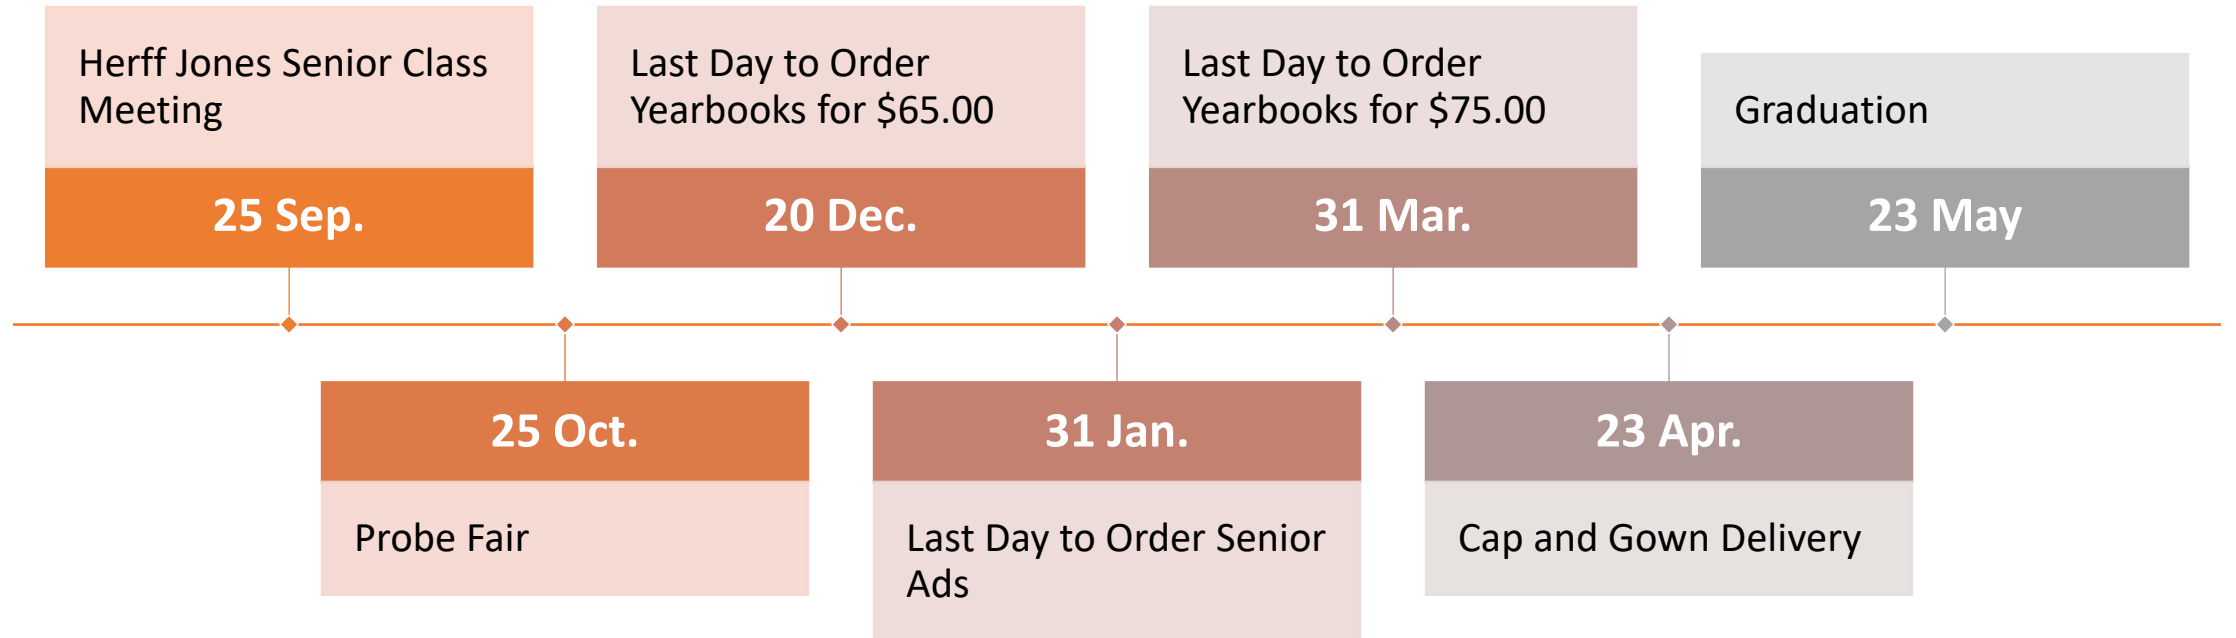 Herff Jones Senior Class
Meeting
25 Sep.
25 Oct.
Probe Fair
Last Day to Order
Yearbooks for $65.00
20 Dec.
31 Jan.
Last Day to Order Senior
Ads
Last Day to Order
Yearbooks for $75.00
31 Mar.
23 Apr.
Cap and Gown Delivery
Graduation
23 May